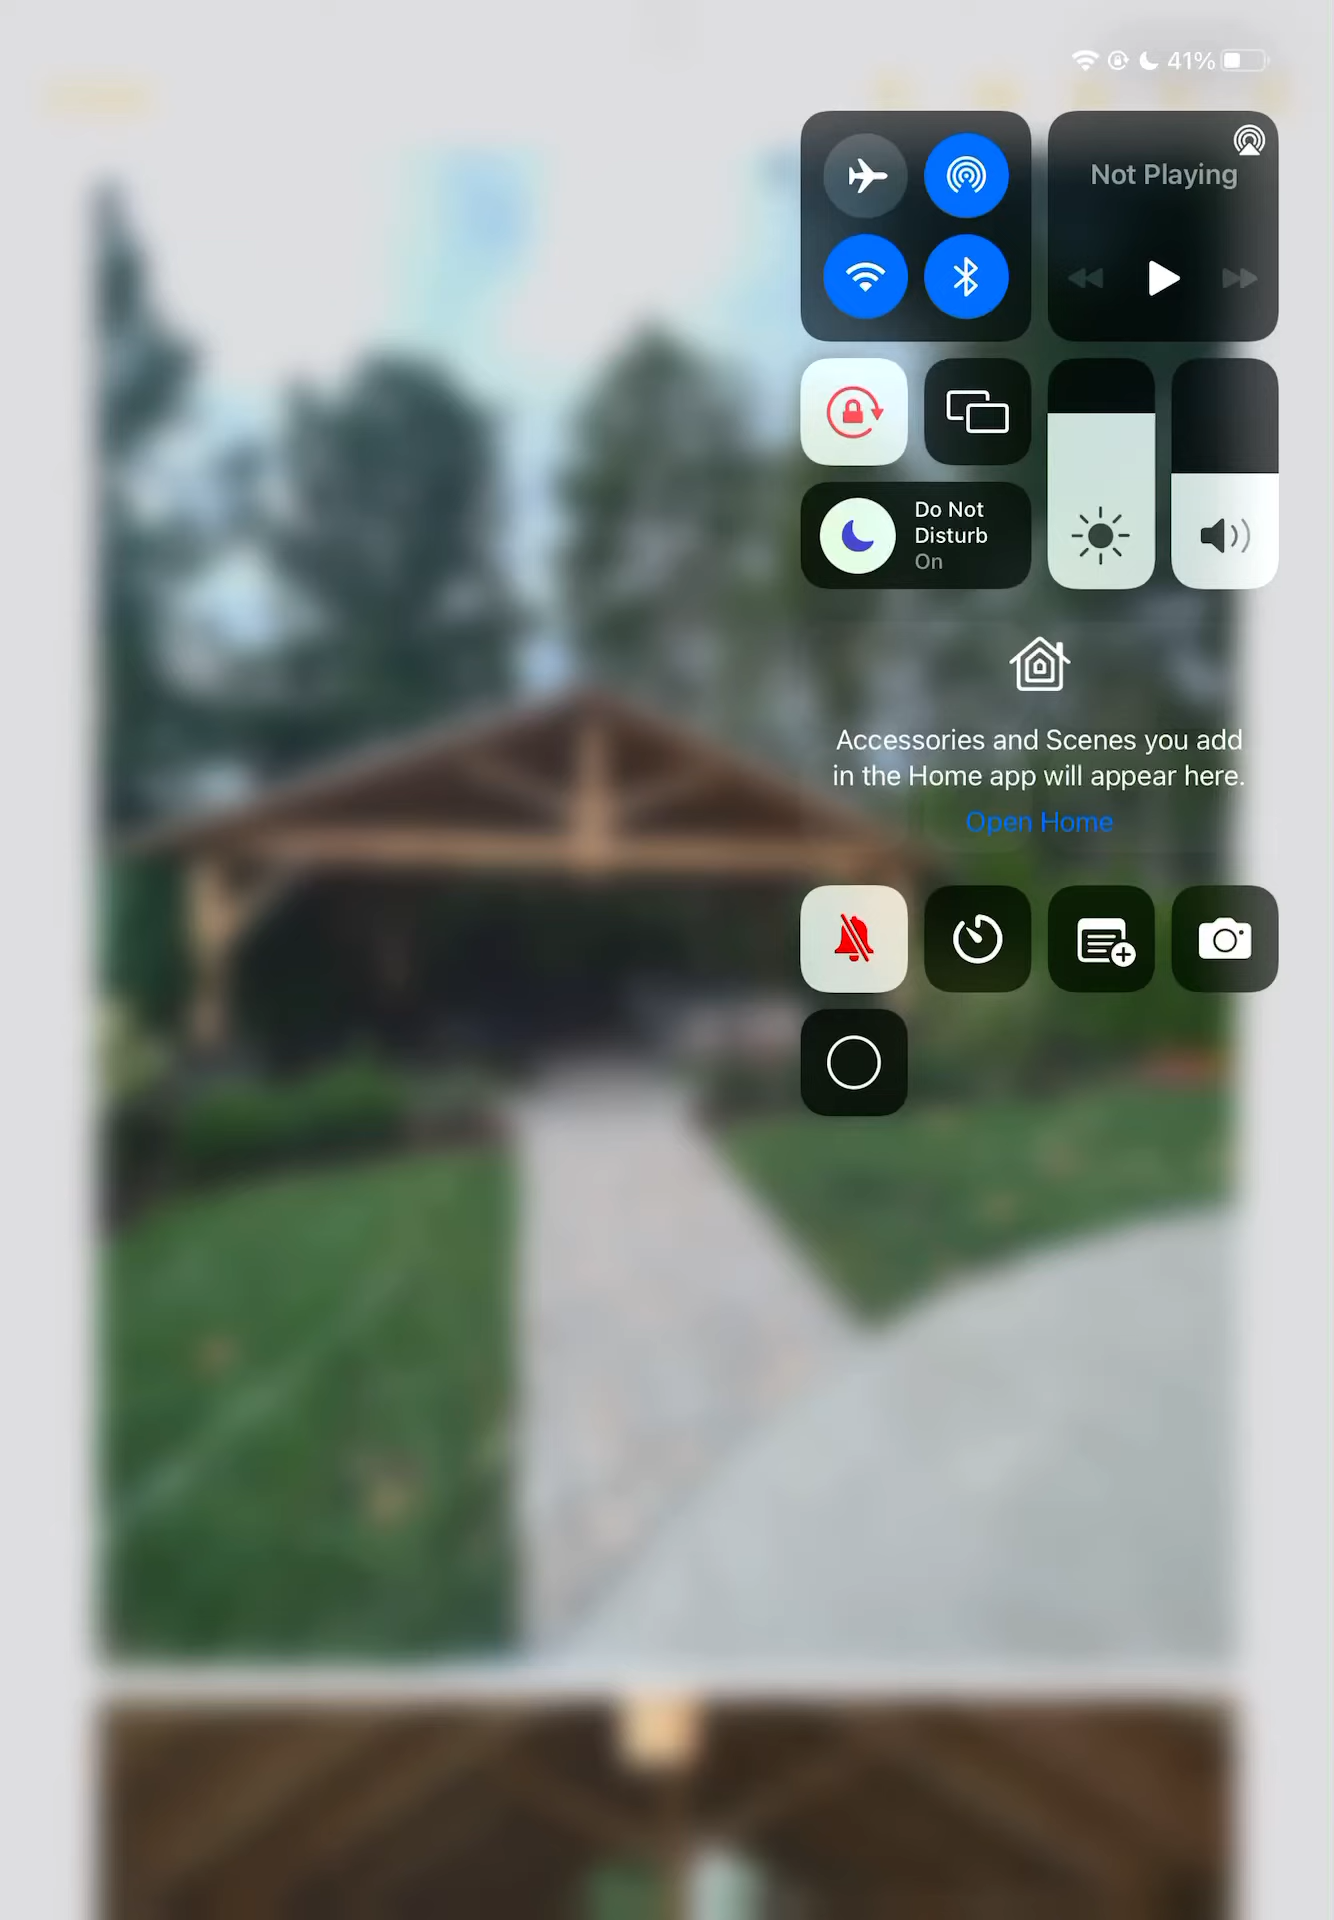 41%
Not Playing
Do Not
Disturb
On
Accessories and Scenes you add
in the Home app will appear here.
Open Home